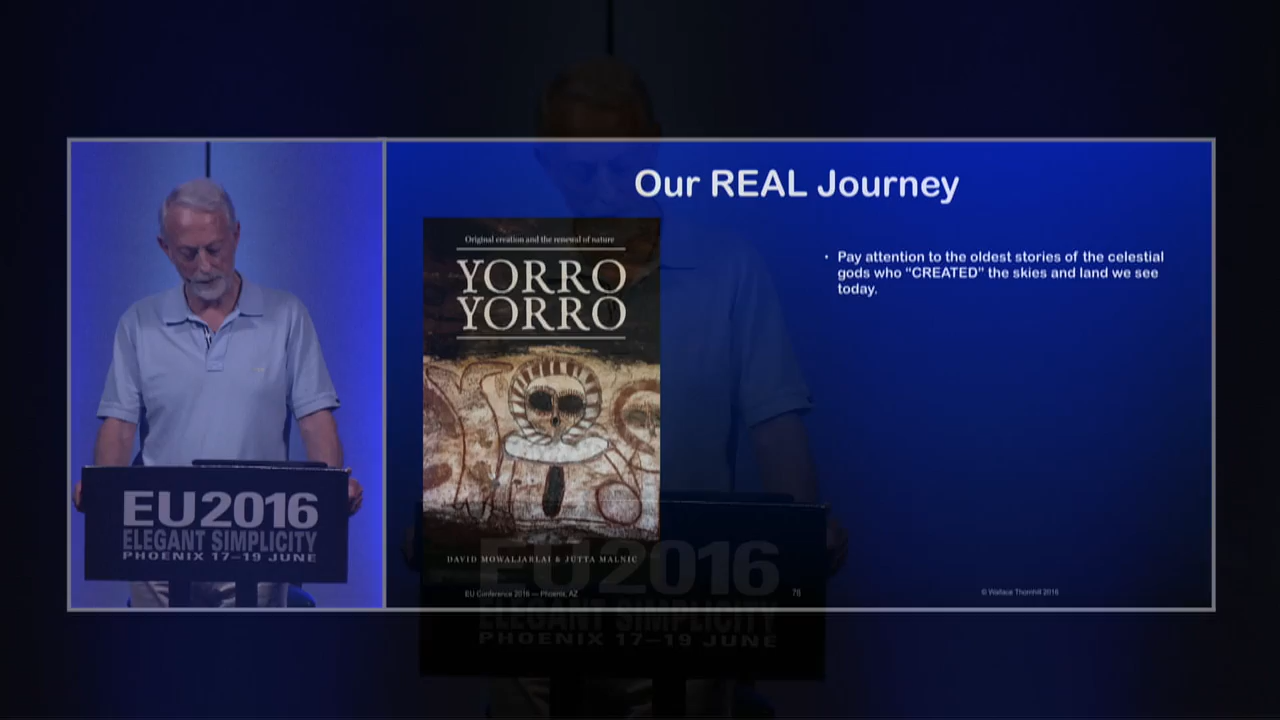 Our REAL Journey
Original creation and the renewal of nature
YORRO
YORRO
DAVID MOWALJARLAI & JUTTA MALNIC
• Pay attention to the oldest stories of the celestial
gods who “CREATED” the skies and land we see
today.
EU Conference 2016 — Phoenix, AZ
78
© Wallace Thornhill 2016
EU2016
ELEGANT SIMPLICITY
PHOENIX 17–19 JUNE
EU2016
ELEGANT SIMPLICITY
PHOENIX 17–19 JUNE